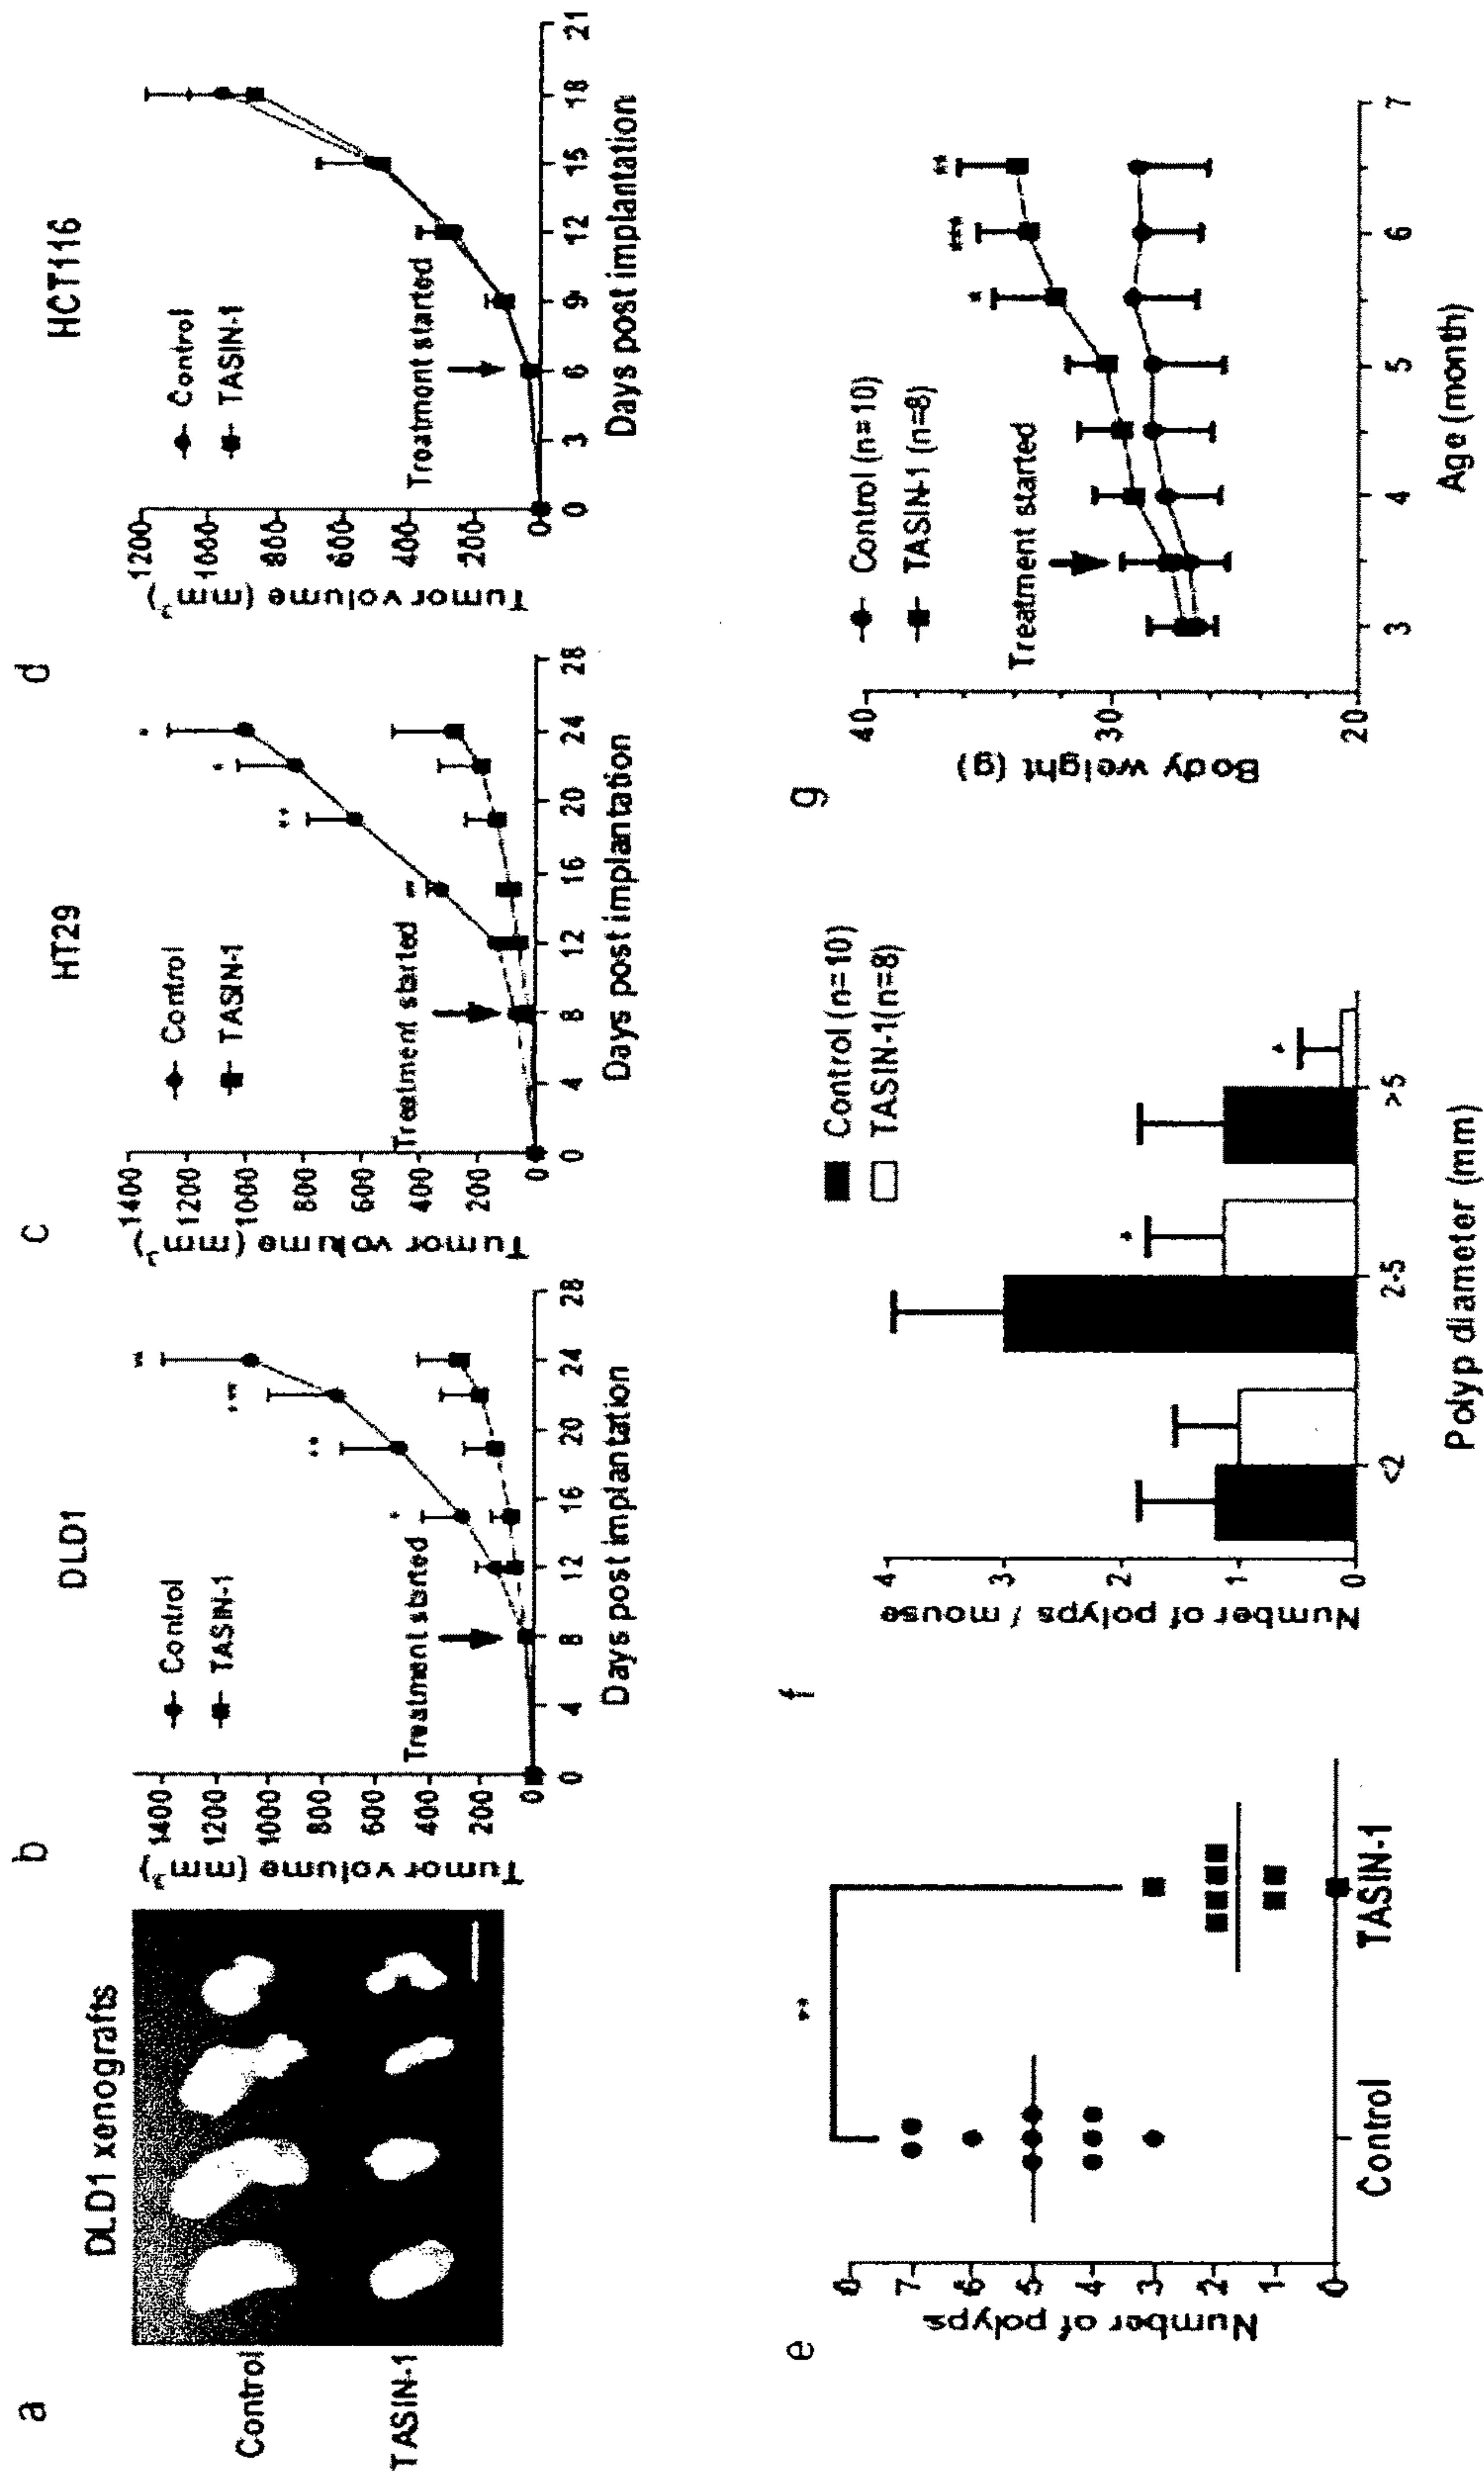 a
DLD1 xenografts
Control
TASIN-1
b
DLD1
Tumor volume (mm³)
1400
1200
1000
800
600
400
200
0
Control
TASIN-1
Treatment started
0 4 8 12 16 20 24 28
Days post implantation
*
**
***
**
c
HT29
Tumor volume (mm³)
1400
1200
1000
800
600
400
200
0
Control
TASIN-1
Treatment started
0 4 8 12 16 20 24 28
Days post implantation
**
*
*
d
HCT116
Tumor volume (mm³)
1200
1000
800
600
400
200
0
Control
TASIN-1
Treatment started
0 3 6 9 12 15 18 21
Days post implantation
e
Number of polyps
8
7
6
5
4
3
2
1
0
**
Control TASIN-1
f
Number of polyps / mouse
4
3
2
1
0
Control (n=10)
TASIN-1(n=8)
*
*
<2 2-5 >5
Polyp diameter (mm)
g
Body weight (g)
40
30
20
Control (n=10)
TASIN-1 (n=8)
Treatment started
*
***
**
3 4 5 6 7
Age (month)